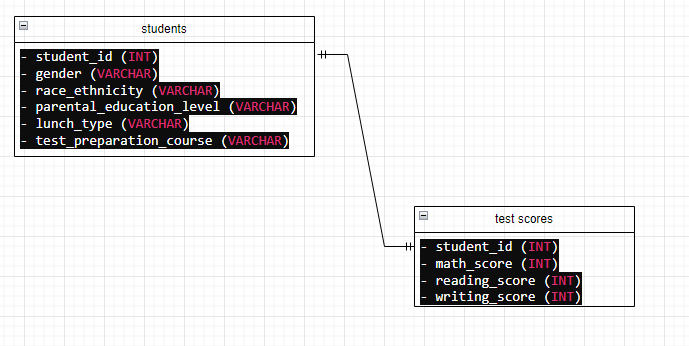 students
- student_id (INT)
- gender (VARCHAR)
- race_ethnicity (VARCHAR)
- parental_education_level (VARCHAR)
- lunch_type (VARCHAR)
- test_preparation_course (VARCHAR)
test scores
- student_id (INT)
- math_score (INT)
- reading_score (INT)
- writing_score (INT)